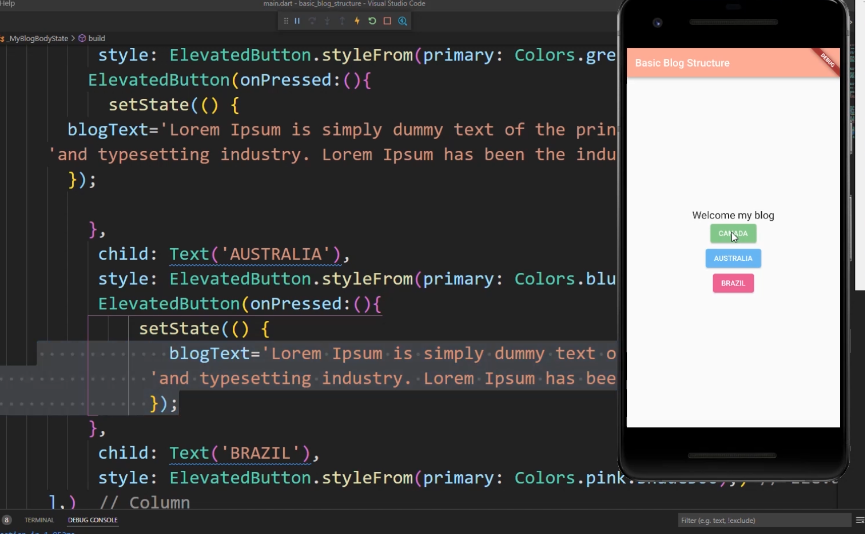 Help
main.dart - basic_blog_structure - Visual Studio Code
_MyBlogBodyState > build
style: ElevatedButton.styleFrom(primary: Colors.gre
ElevatedButton(onPressed:(){
setState(() {
blogText='Lorem Ipsum is simply dummy text of the prin
'and typesetting industry. Lorem Ipsum has been the indu
});
},
child: Text('AUSTRALIA'),
style: ElevatedButton.styleFrom(primary: Colors.blu
ElevatedButton(onPressed:(){
setState(() {
blogText='Lorem Ipsum is simply dummy text o
'and typesetting industry. Lorem Ipsum has bee
});
},
child: Text('BRAZIL'),
style: ElevatedButton.styleFrom(primary: Colors.pink.
],) // Column
8 TERMINAL DEBUG CONSOLE
Filter (e.g. text, !exclude)
Basic Blog Structure
DEBUG
Welcome my blog
CANADA
AUSTRALIA
BRAZIL